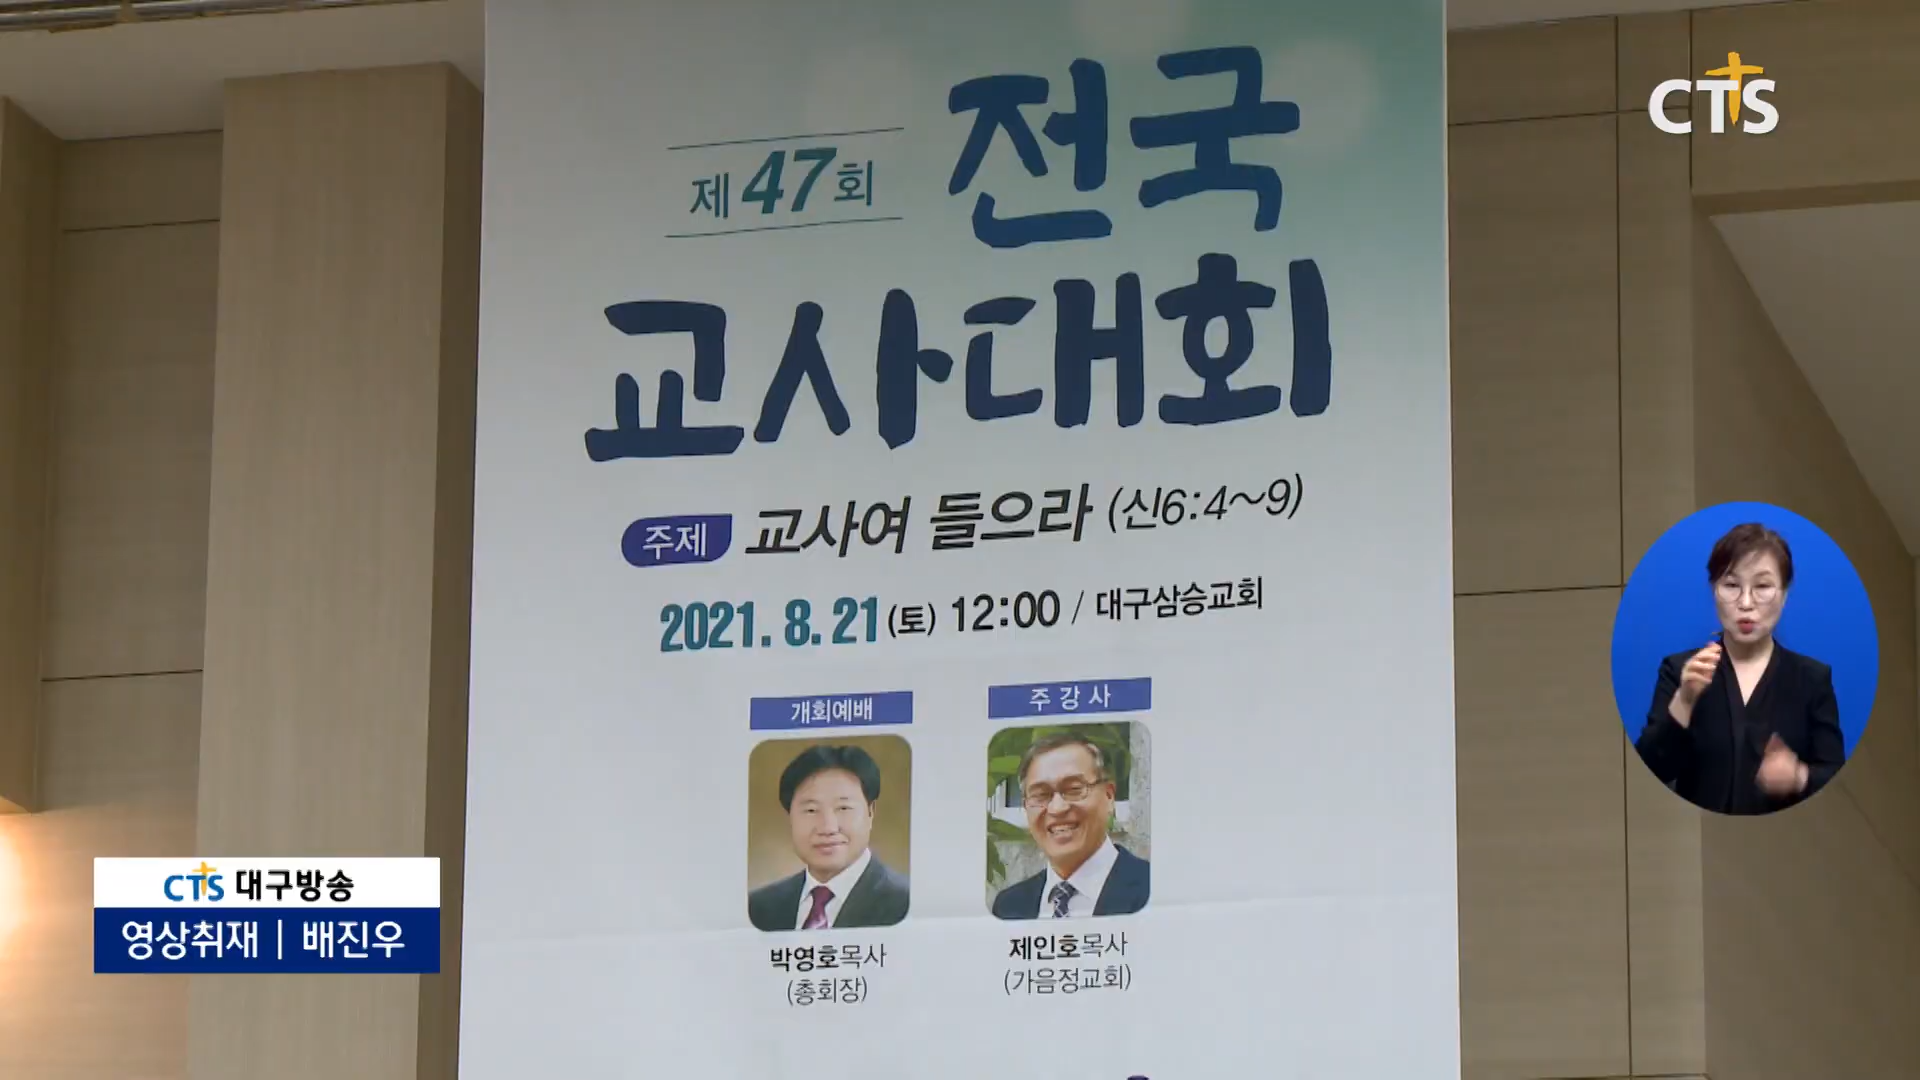 CTS
제47회 전국
교사대회
주제 교사여 들으라 (신6:4~9)
2021. 8. 21(토) 12:00 / 대구삼승교회
개회예배
박영호목사
(총회장)
주강사
제인호목사
(가음정교회)
CTS 대구방송
영상취재 | 배진우